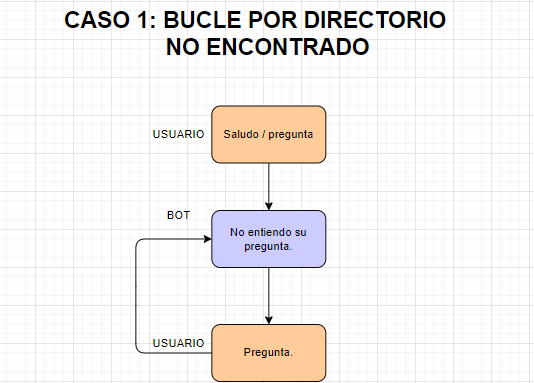 CASO 1: BUCLE POR DIRECTORIO
NO ENCONTRADO
USUARIO
Saludo / pregunta
BOT
No entiendo su
pregunta.
USUARIO
Pregunta.